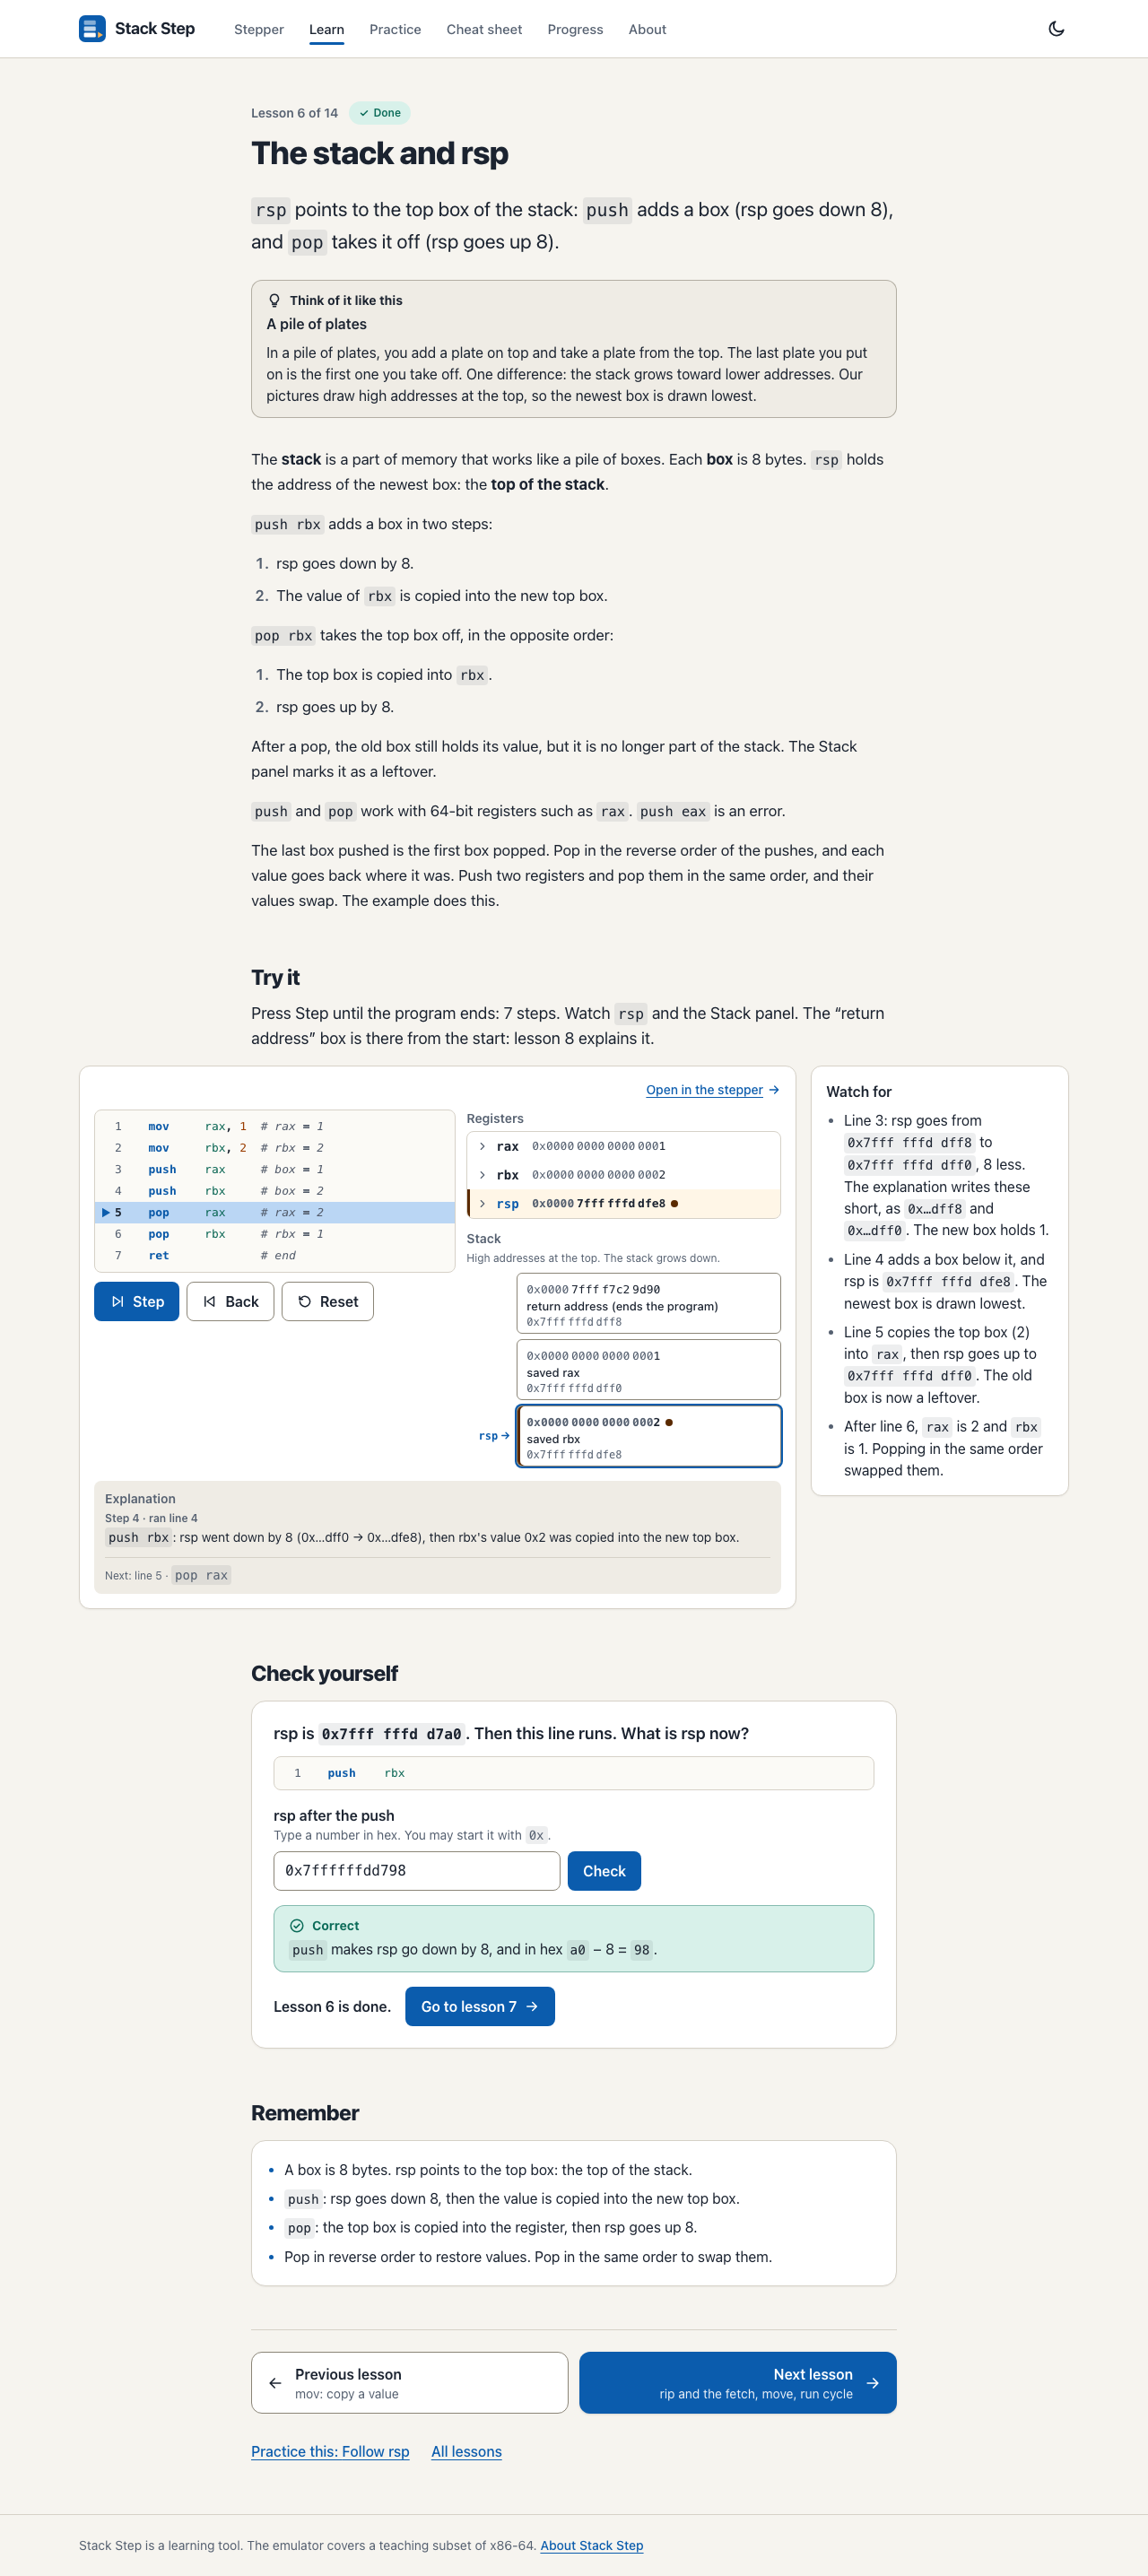 Stack Step
Stepper
Learn
Practice
Cheat sheet
Progress
About
Lesson 6 of 14
Done
The stack and rsp
rsp points to the top box of the stack: push adds a box (rsp goes down 8),
and pop takes it off (rsp goes up 8).
Think of it like this
A pile of plates
In a pile of plates, you add a plate on top and take a plate from the top. The last plate you put
on is the first one you take off. One difference: the stack grows toward lower addresses. Our
pictures draw high addresses at the top, so the newest box is drawn lowest.
The stack is a part of memory that works like a pile of boxes. Each box is 8 bytes. rsp holds
the address of the newest box: the top of the stack.
push rbx adds a box in two steps:
1. rsp goes down by 8.
2. The value of rbx is copied into the new top box.
pop rbx takes the top box off, in the opposite order:
1. The top box is copied into rbx.
2. rsp goes up by 8.
After a pop, the old box still holds its value, but it is no longer part of the stack. The Stack
panel marks it as a leftover.
push and pop work with 64-bit registers such as rax. push eax is an error.
The last box pushed is the first box popped. Pop in the reverse order of the pushes, and each
value goes back where it was. Push two registers and pop them in the same order, and their
values swap. The example does this.
Try it
Press Step until the program ends: 7 steps. Watch rsp and the Stack panel. The “return
address” box is there from the start: lesson 8 explains it.
Open in the stepper →
1 mov rax, 1 # rax = 1
2 mov rbx, 2 # rbx = 2
3 push rax # box = 1
4 push rbx # box = 2
5 pop rax # rax = 2
6 pop rbx # rbx = 1
7 ret # end
Step
Back
Reset
Registers
rax 0x0000 0000 0000 0001
rbx 0x0000 0000 0000 0002
rsp 0x0000 7fff fffd dfe8
Stack
High addresses at the top. The stack grows down.
0x0000 7fff f7c2 9d90
return address (ends the program)
0x7fff fffd dff8
0x0000 0000 0000 0001
saved rax
0x7fff fffd dff0
rsp →
0x0000 0000 0000 0002
saved rbx
0x7fff fffd dfe8
Explanation
Step 4 · ran line 4
push rbx: rsp went down by 8 (0x…dff0 → 0x…dfe8), then rbx's value 0x2 was copied into the new top box.
Next: line 5 · pop rax
Watch for
• Line 3: rsp goes from
0x7fff fffd dff8 to
0x7fff fffd dff0, 8 less.
The explanation writes these
short, as 0x…dff8 and
0x…dff0. The new box holds 1.
• Line 4 adds a box below it, and
rsp is 0x7fff fffd dfe8. The
newest box is drawn lowest.
• Line 5 copies the top box (2)
into rax, then rsp goes up to
0x7fff fffd dff0. The old
box is now a leftover.
• After line 6, rax is 2 and rbx
is 1. Popping in the same order
swapped them.
Check yourself
rsp is 0x7fff fffd d7a0. Then this line runs. What is rsp now?
1 push rbx
rsp after the push
Type a number in hex. You may start it with 0x.
0x7ffffffdd798
Check
Correct
push makes rsp go down by 8, and in hex a0 − 8 = 98.
Lesson 6 is done.
Go to lesson 7 →
Remember
• A box is 8 bytes. rsp points to the top box: the top of the stack.
• push: rsp goes down 8, then the value is copied into the new top box.
• pop: the top box is copied into the register, then rsp goes up 8.
• Pop in reverse order to restore values. Pop in the same order to swap them.
← Previous lesson
mov: copy a value
Next lesson →
rip and the fetch, move, run cycle
Practice this: Follow rsp
All lessons
Stack Step is a learning tool. The emulator covers a teaching subset of x86-64. About Stack Step